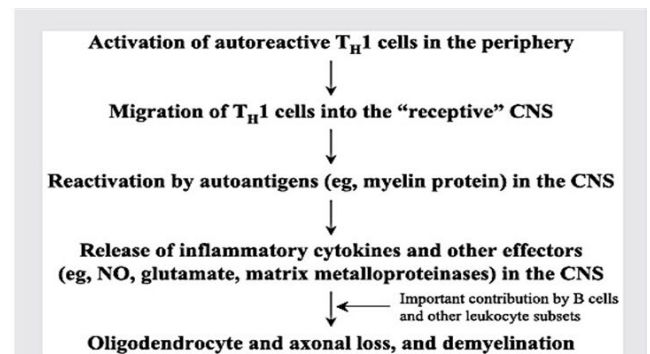 Activation of autoreactive TH1 cells in the periphery
Migration of TH1 cells into the “receptive” CNS
Reactivation by autoantigens (eg, myelin protein) in the CNS
Release of inflammatory cytokines and other effectors
(eg, NO, glutamate, matrix metalloproteinases) in the CNS
Important contribution by B cells
and other leukocyte subsets
Oligodendrocyte and axonal loss, and demyelination